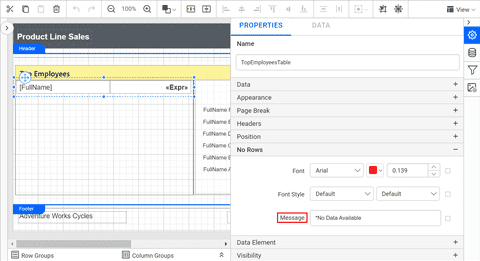 100%
View
Product Line Sales
Header
Top Employees
[FullName]
«Expr»
FullName
FullName
FullName
FullName
FullName
FullName A
Footer
Adventure Works Cycles
Row Groups
Column Groups
PROPERTIES
DATA
Name
TopEmployeesTable
Data
Appearance
Page Break
Headers
Position
No Rows
Font
Arial
0.139
Font Style
Default
Default
Message
*No Data Available
Data Element
Visibility